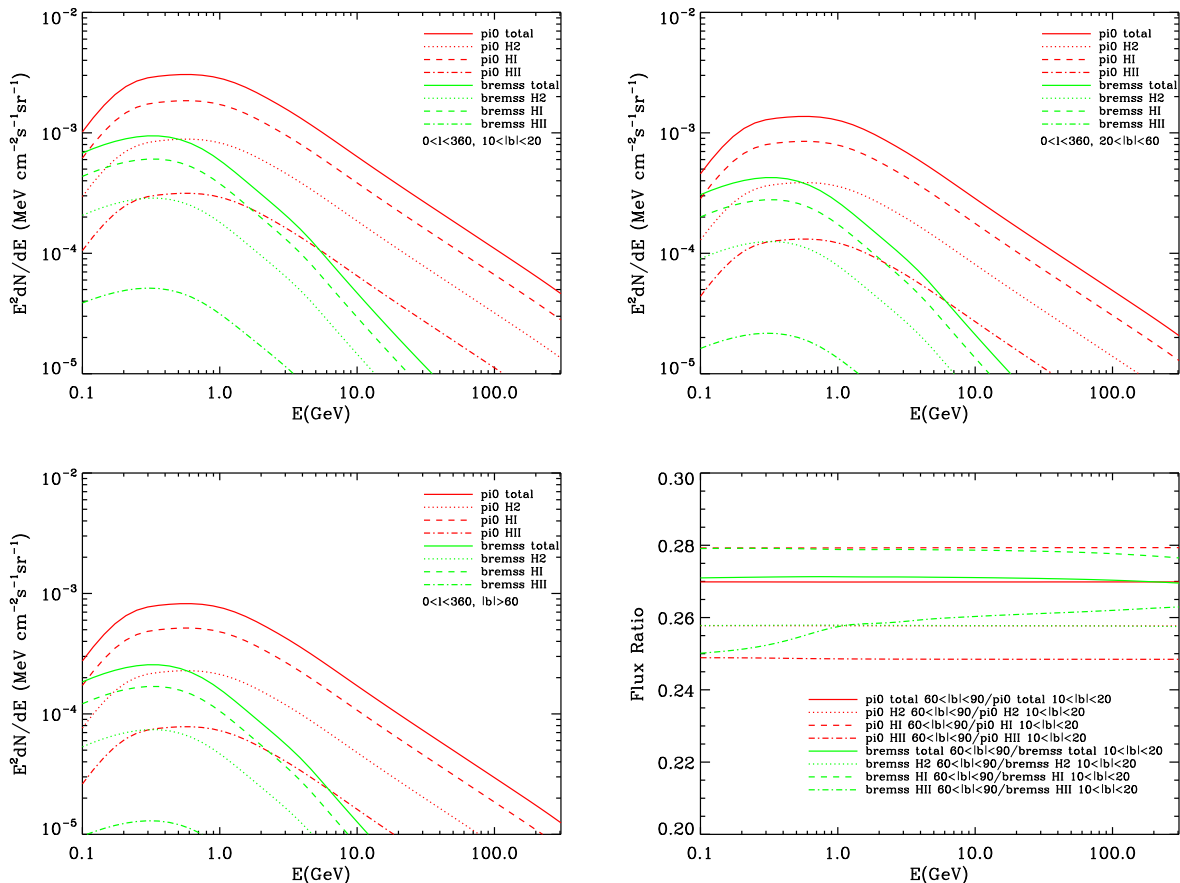 10⁻²
10⁻³
10⁻⁴
10⁻⁵
E²dN/dE (MeV cm⁻²s⁻¹sr⁻¹)
pi0 total
pi0 H2
pi0 HI
pi0 HII
bremss total
bremss H2
bremss HI
bremss HII
0<l<360, 10<|b|<20
0.1
1.0
10.0
100.0
E(GeV)
10⁻²
10⁻³
10⁻⁴
10⁻⁵
E²dN/dE (MeV cm⁻²s⁻¹sr⁻¹)
pi0 total
pi0 H2
pi0 HI
pi0 HII
bremss total
bremss H2
bremss HI
bremss HII
0<l<360, 20<|b|<60
0.1
1.0
10.0
100.0
E(GeV)
10⁻²
10⁻³
10⁻⁴
10⁻⁵
E²dN/dE (MeV cm⁻²s⁻¹sr⁻¹)
pi0 total
pi0 H2
pi0 HI
pi0 HII
bremss total
bremss H2
bremss HI
bremss HII
0<l<360, |b|>60
0.1
1.0
10.0
100.0
E(GeV)
0.30
0.28
0.26
0.24
0.22
0.20
Flux Ratio
pi0 total 60<|b|<90/pi0 total 10<|b|<20
pi0 H2 60<|b|<90/pi0 H2 10<|b|<20
pi0 HI 60<|b|<90/pi0 HI 10<|b|<20
pi0 HII 60<|b|<90/pi0 HII 10<|b|<20
bremss total 60<|b|<90/bremss total 10<|b|<20
bremss H2 60<|b|<90/bremss H2 10<|b|<20
bremss HI 60<|b|<90/bremss HI 10<|b|<20
bremss HII 60<|b|<90/bremss HII 10<|b|<20
0.1
1.0
10.0
100.0
E(GeV)